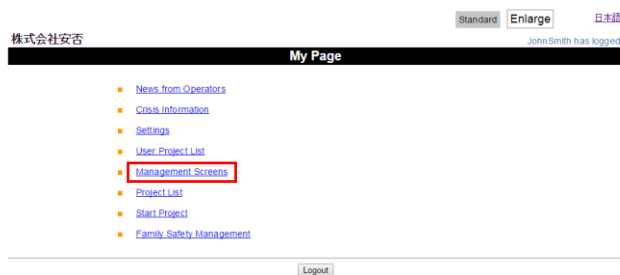 Standard Enlarge 日本語
株式会社安否
JohnSmith has logged
My Page
News from Operators
Crisis Information
Settings
User Project List
Management Screens
Project List
Start Project
Family Safety Management
Logout